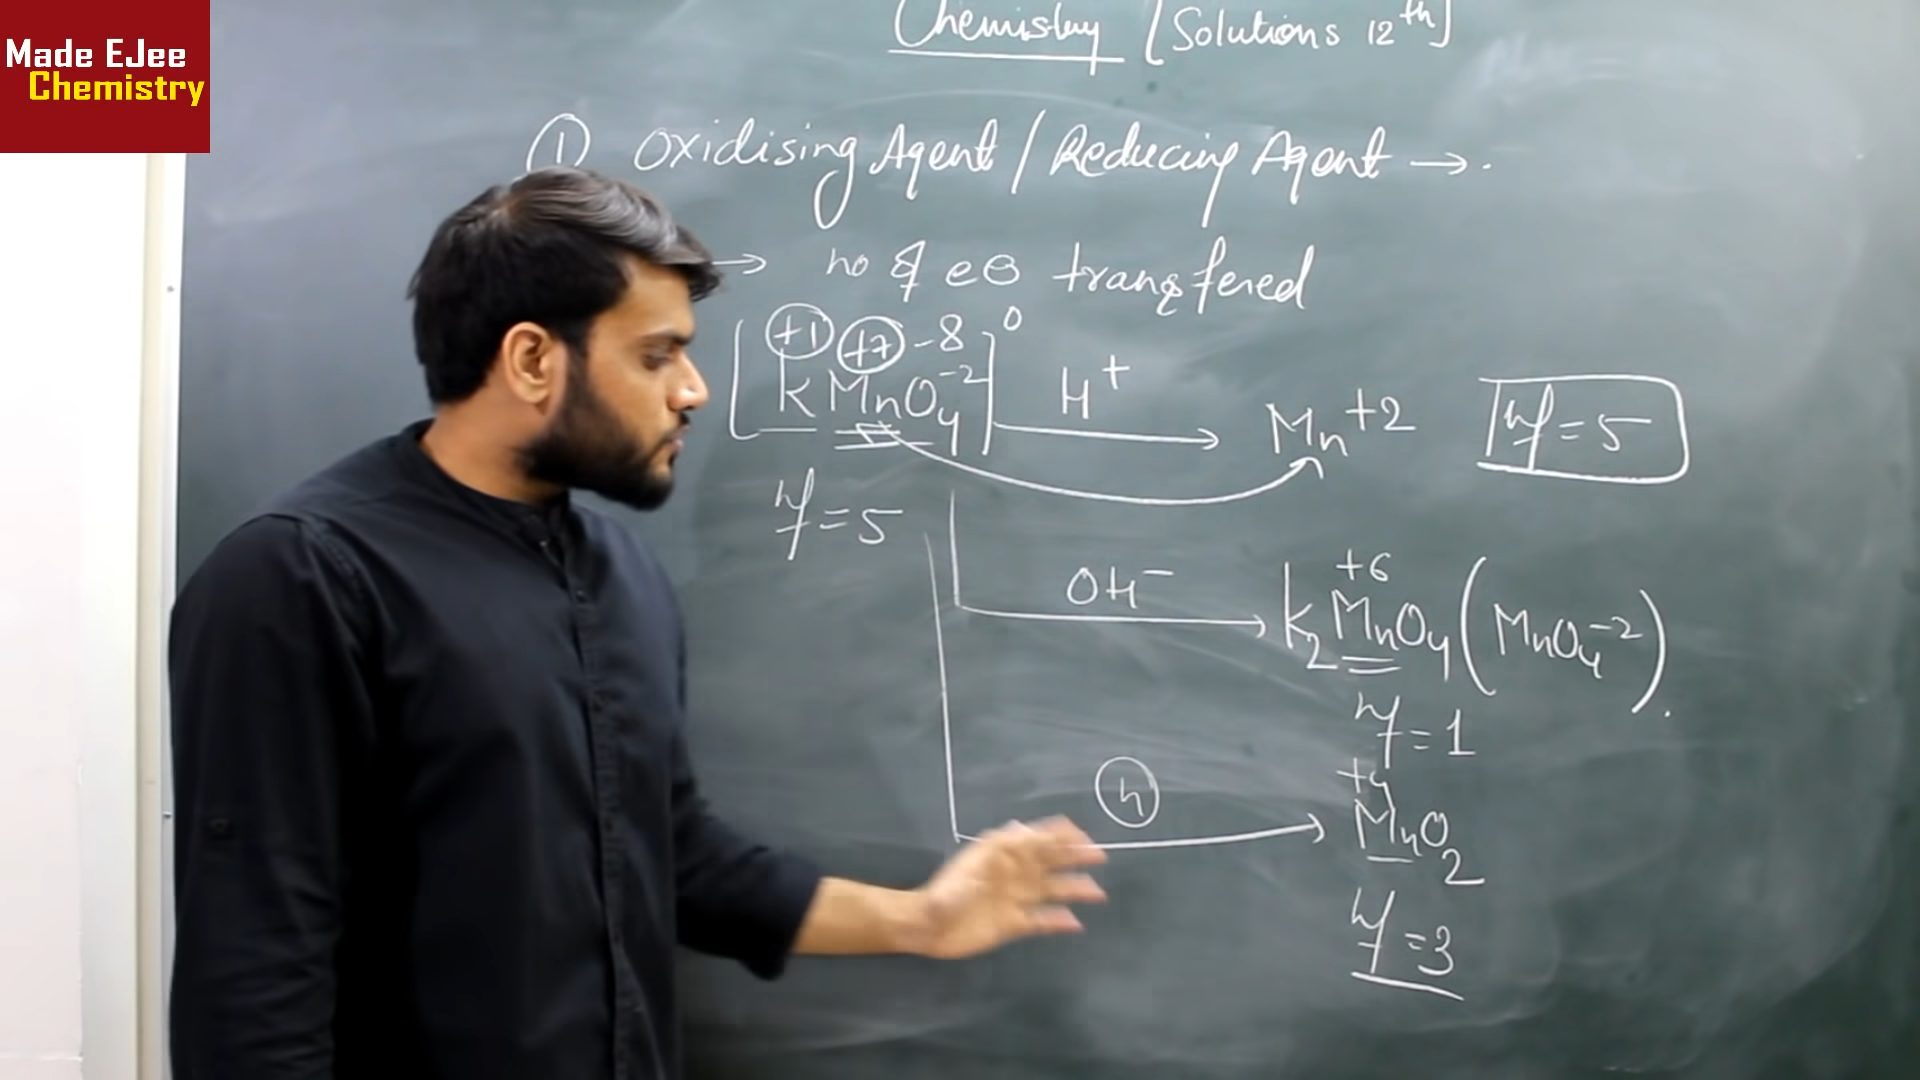 Made EJee
Chemistry
Chemistry [Solutions 12th]
① Oxidising Agent / Reducing Agent →.
→ no of e⊖ transfered
+1 +7 -8
[KMnO4-2]0 H+ → Mn+2 nf = 5
nf = 5
+6
OH- → K2MnO4 (MnO4-2).
nf = 1
+4
n → MnO2
nf = 3